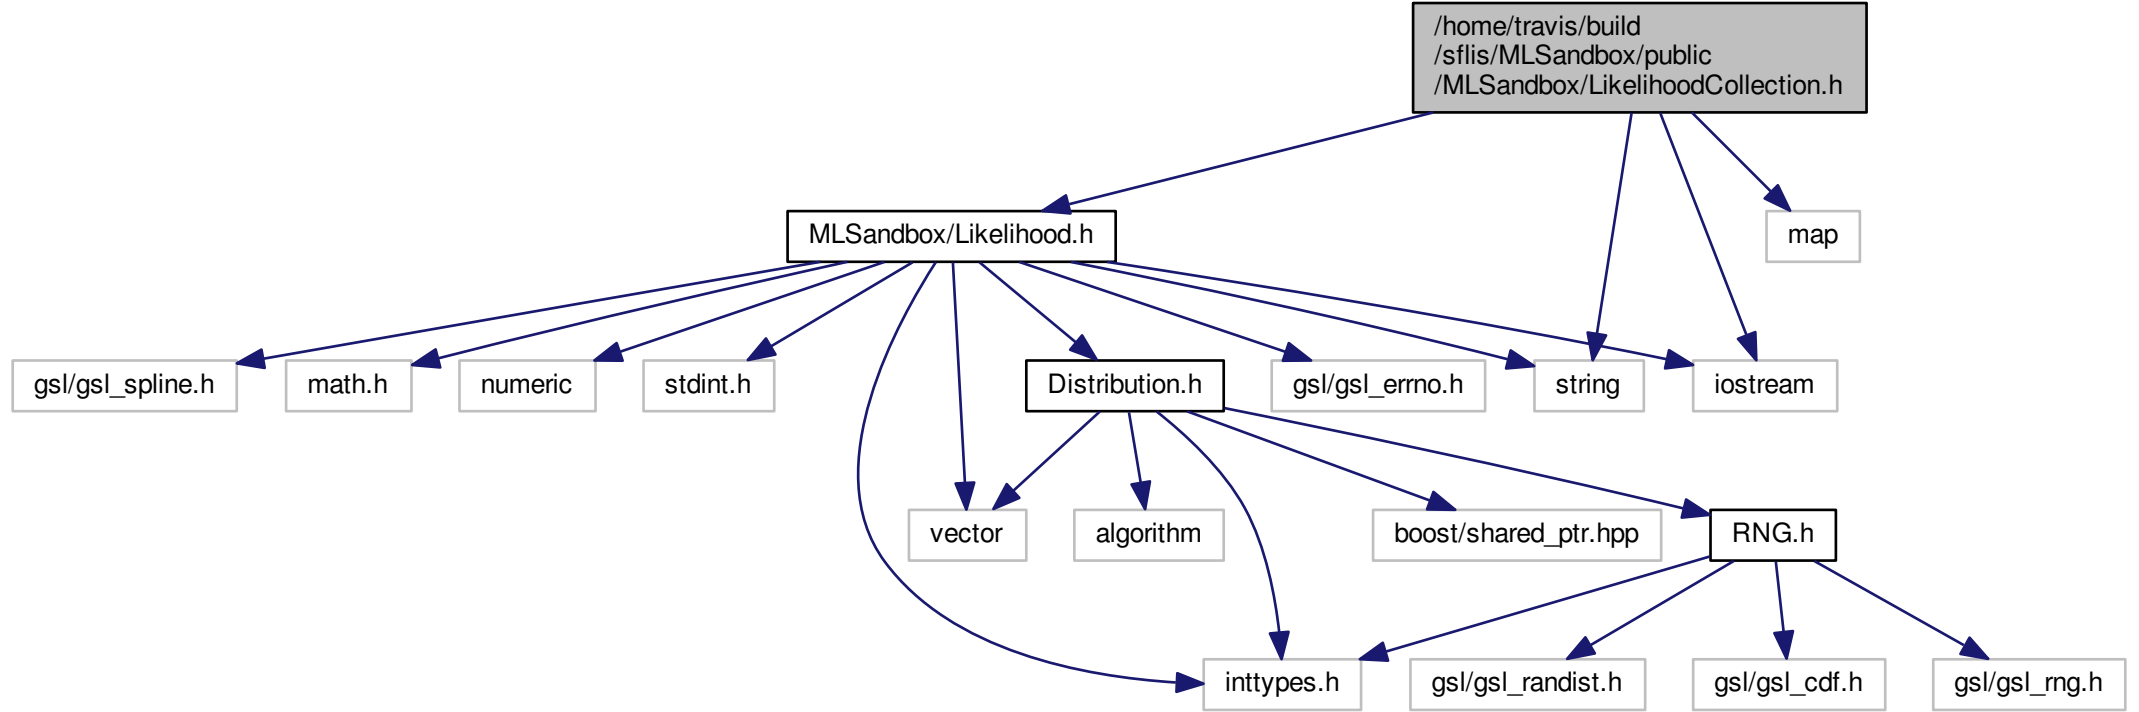 /home/travis/build
/sflis/MLSandbox/public
/MLSandbox/LikelihoodCollection.h
MLSandbox/Likelihood.h
map
gsl/gsl_spline.h
math.h
numeric
stdint.h
Distribution.h
gsl/gsl_errno.h
string
iostream
vector
algorithm
boost/shared_ptr.hpp
RNG.h
inttypes.h
gsl/gsl_randist.h
gsl/gsl_cdf.h
gsl/gsl_rng.h